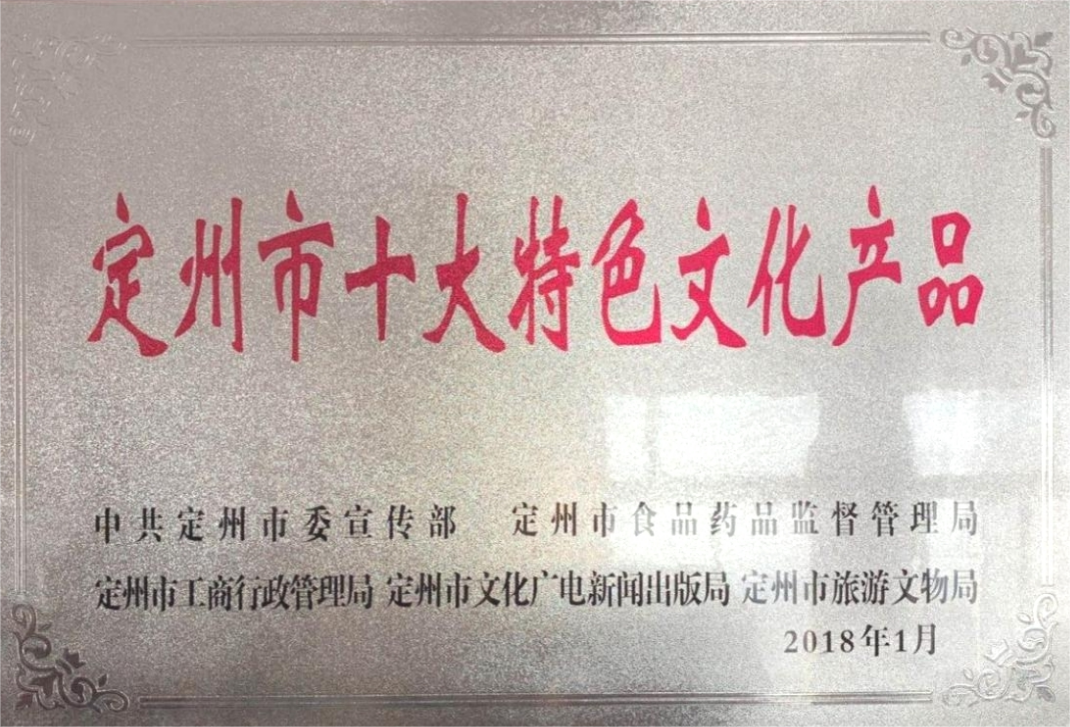 定州市十大特色文化产品
中共定州市委宣传部 定州市食品药品监督管理局
定州市工商行政管理局 定州市文化广电新闻出版局 定州市旅游文物局
2018年1月